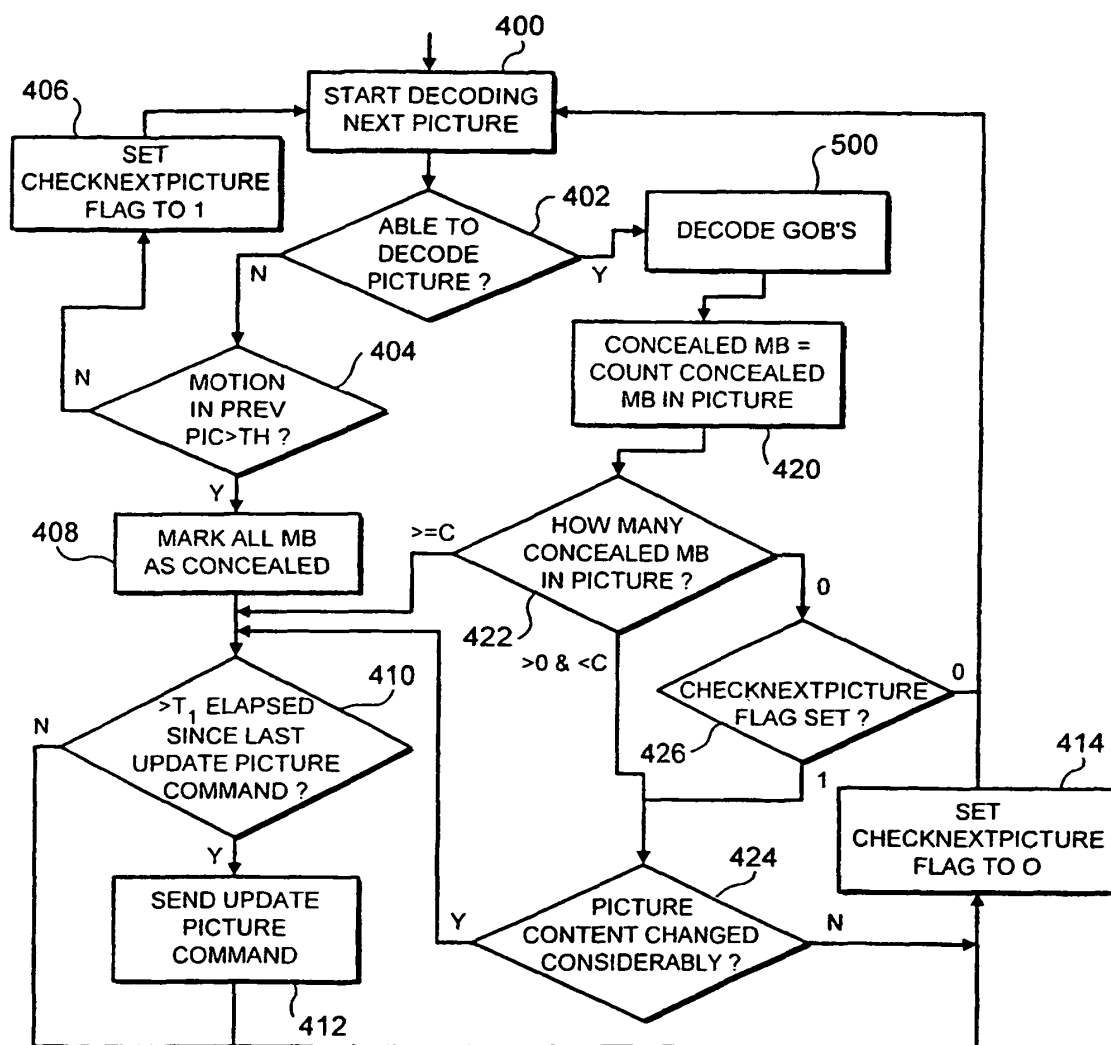 400
START DECODING
NEXT PICTURE
406
SET
CHECKNEXTPICTURE
FLAG TO 1
402
ABLE TO
DECODE
PICTURE ?
N
Y
500
DECODE GOB'S
404
MOTION
IN PREV
PIC>TH ?
N
Y
CONCEALED MB =
COUNT CONCEALED
MB IN PICTURE
420
408
MARK ALL MB
AS CONCEALED
>=C
HOW MANY
CONCEALED MB
IN PICTURE ?
422
0
>0 & <C
410
>T1 ELAPSED
SINCE LAST
UPDATE PICTURE
COMMAND ?
N
Y
CHECKNEXTPICTURE
FLAG SET ?
426
0
1
414
SET
CHECKNEXTPICTURE
FLAG TO O
SEND UPDATE
PICTURE
COMMAND
412
424
PICTURE
CONTENT CHANGED
CONSIDERABLY ?
Y
N